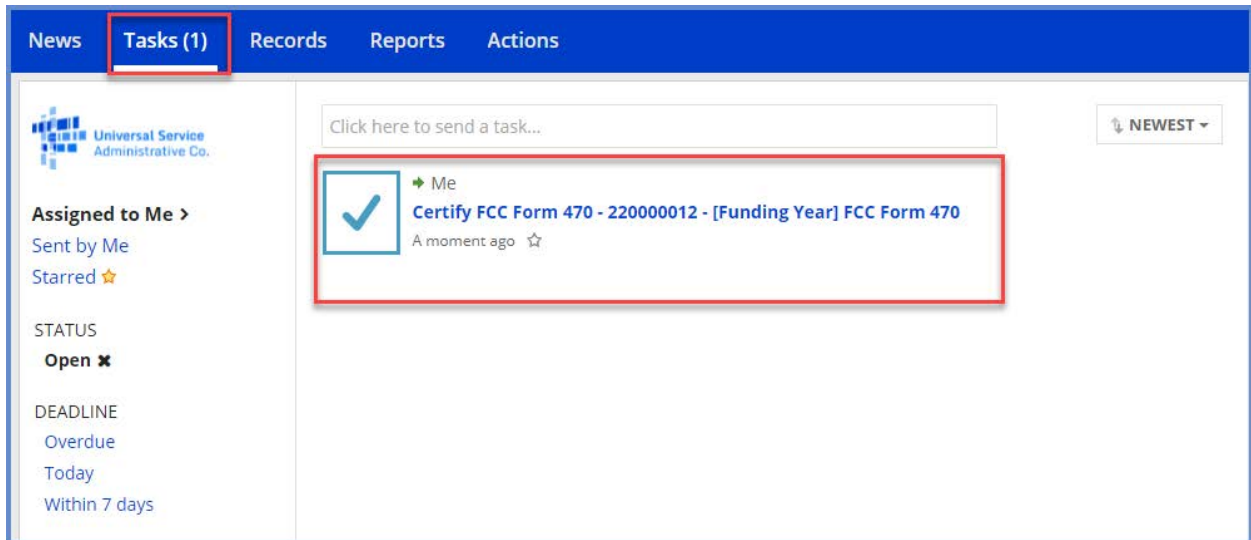 News Tasks (1) Records Reports Actions
Universal Service
Administrative Co.
Assigned to Me >
Sent by Me
Starred
STATUS
Open ✖
DEADLINE
Overdue
Today
Within 7 days
Click here to send a task...
NEWEST
Me
Certify FCC Form 470 - 220000012 - [Funding Year] FCC Form 470
A moment ago